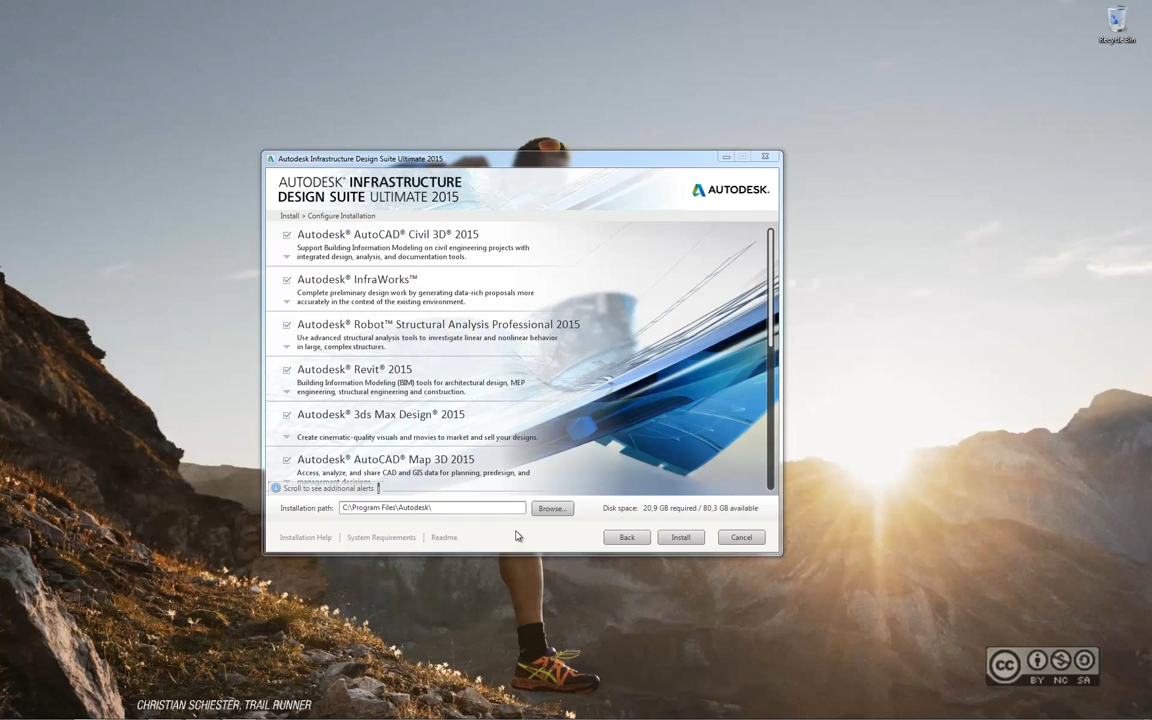 Recycle Bin
Autodesk Infrastructure Design Suite Ultimate 2015
AUTODESK® INFRASTRUCTURE
DESIGN SUITE ULTIMATE 2015
AUTODESK.
Install > Configure Installation
Autodesk® AutoCAD® Civil 3D® 2015
Support Building Information Modeling on civil engineering projects with
integrated design, analysis, and documentation tools.
Autodesk® InfraWorks™
Complete preliminary design work by generating data-rich proposals more
accurately in the context of the existing environment.
Autodesk® Robot™ Structural Analysis Professional 2015
Use advanced structural analysis tools to investigate linear and nonlinear behavior
in large, complex structures.
Autodesk® Revit® 2015
Building Information Modeling (BIM) tools for architectural design, MEP
engineering, structural engineering and construction.
Autodesk® 3ds Max Design® 2015
Create cinematic-quality visuals and movies to market and sell your designs.
Autodesk® AutoCAD® Map 3D 2015
Access, analyze, and share CAD and GIS data for planning, predesign, and
management decisions.
Scroll to see additional alerts
Installation path: C:\Program Files\Autodesk\ Browse... Disk space: 20,9 GB required / 80,3 GB available
Installation Help | System Requirements | Readme Back Install Cancel
cc BY NC SA
CHRISTIAN SCHIESTER, TRAIL RUNNER